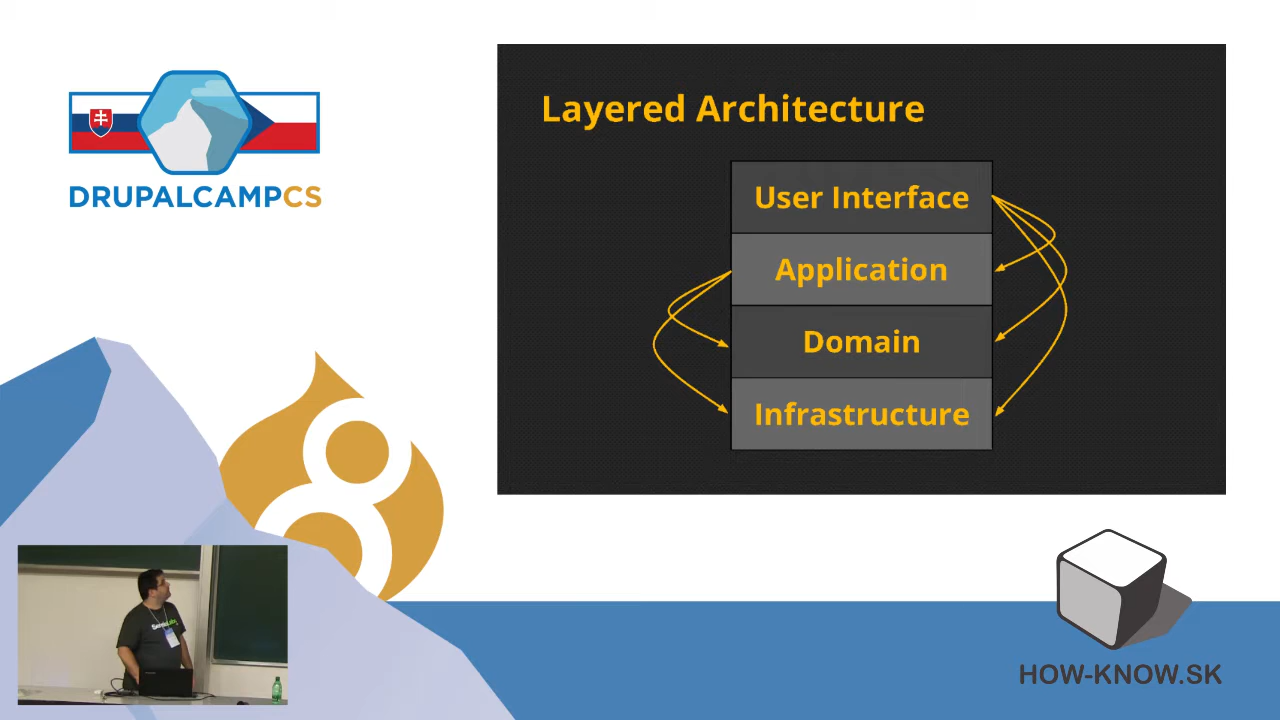 DRUPALCAMPCS
Layered Architecture
User Interface
Application
Domain
Infrastructure
HOW-KNOW.SK